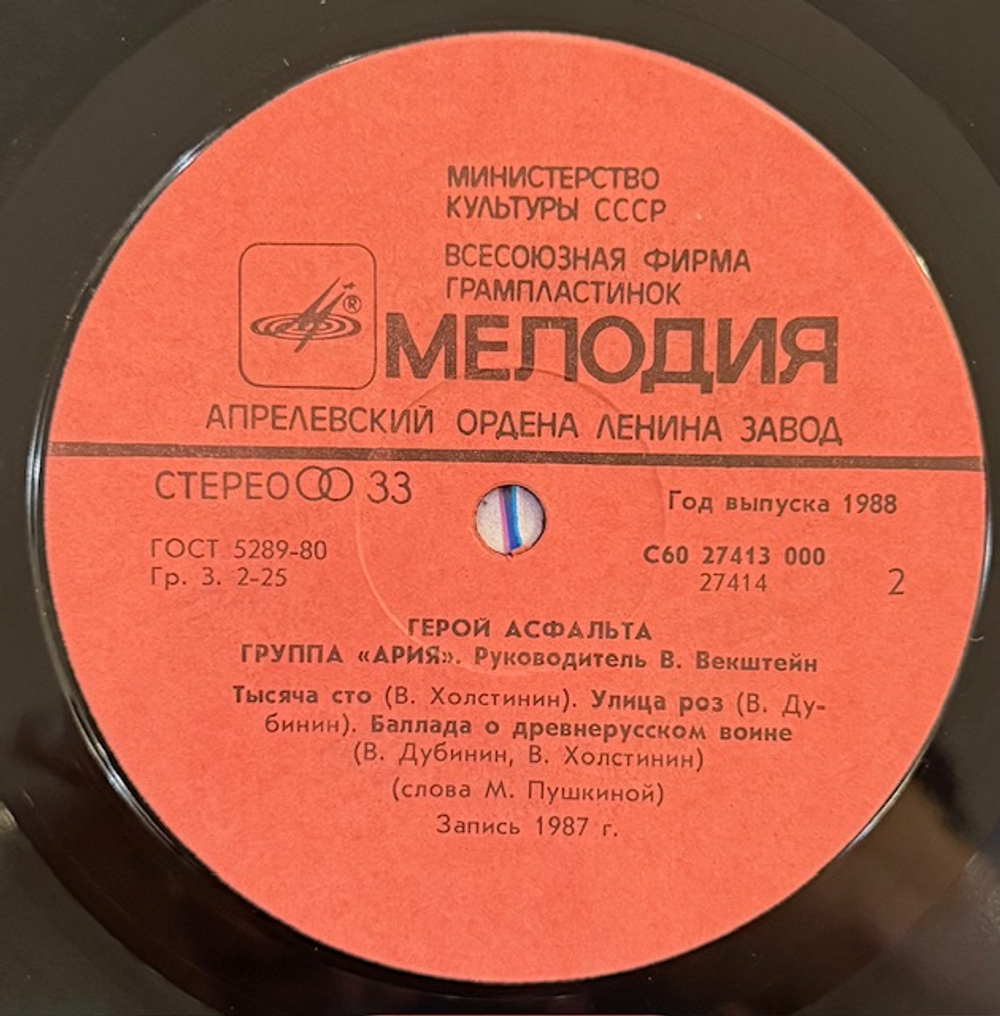 МИНИСТЕРСТВО
КУЛЬТУРЫ СССР
ВСЕСОЮЗНАЯ ФИРМА
ГРАМПЛАСТИНОК
®
МЕЛОДИЯ
АПРЕЛЕВСКИЙ ОРДЕНА ЛЕНИНА ЗАВОД
СТЕРЕО 33
Год выпуска 1988
ГОСТ 5289-80
Гр. 3. 2-25
С60 27413 000
27414
2
ГЕРОЙ АСФАЛЬТА
ГРУППА «АРИЯ». Руководитель В. Векштейн
Тысяча сто (В. Холстинин). Улица роз (В. Ду-
бинин). Баллада о древнерусском воине
(В. Дубинин, В. Холстинин)
(слова М. Пушкиной)
Запись 1987 г.